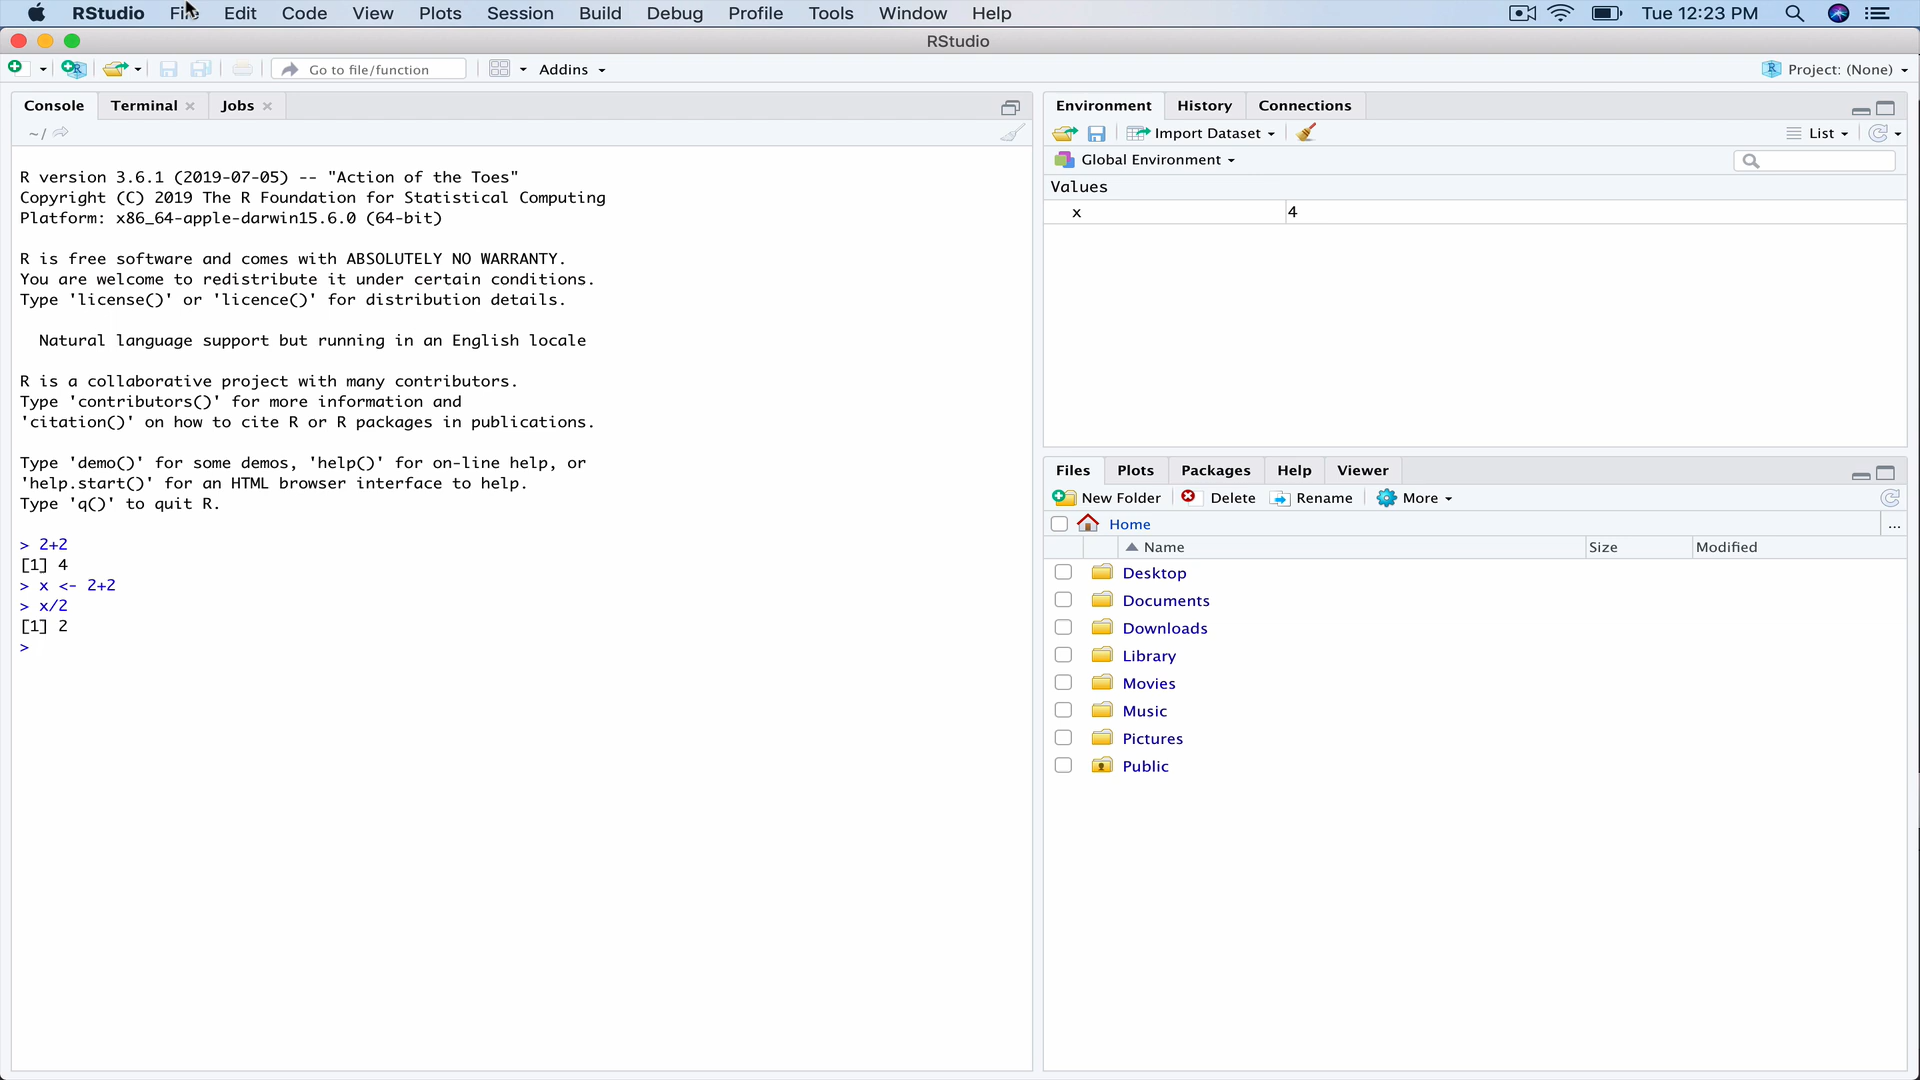 RStudio File Edit Code View Plots Session Build Debug Profile Tools Window Help Tue 12:23 PM
RStudio
Go to file/function Addins Project: (None)
Console Terminal Jobs
~/
R version 3.6.1 (2019-07-05) -- "Action of the Toes"
Copyright (C) 2019 The R Foundation for Statistical Computing
Platform: x86_64-apple-darwin15.6.0 (64-bit)
R is free software and comes with ABSOLUTELY NO WARRANTY.
You are welcome to redistribute it under certain conditions.
Type 'license()' or 'licence()' for distribution details.
Natural language support but running in an English locale
R is a collaborative project with many contributors.
Type 'contributors()' for more information and
'citation()' on how to cite R or R packages in publications.
Type 'demo()' for some demos, 'help()' for on-line help, or
'help.start()' for an HTML browser interface to help.
Type 'q()' to quit R.
> 2+2
[1] 4
> x <- 2+2
> x/2
[1] 2
>
Environment History Connections
Import Dataset List
Global Environment
Values
x 4
Files Plots Packages Help Viewer
New Folder Delete Rename More
Home ...
Name Size Modified
Desktop
Documents
Downloads
Library
Movies
Music
Pictures
Public